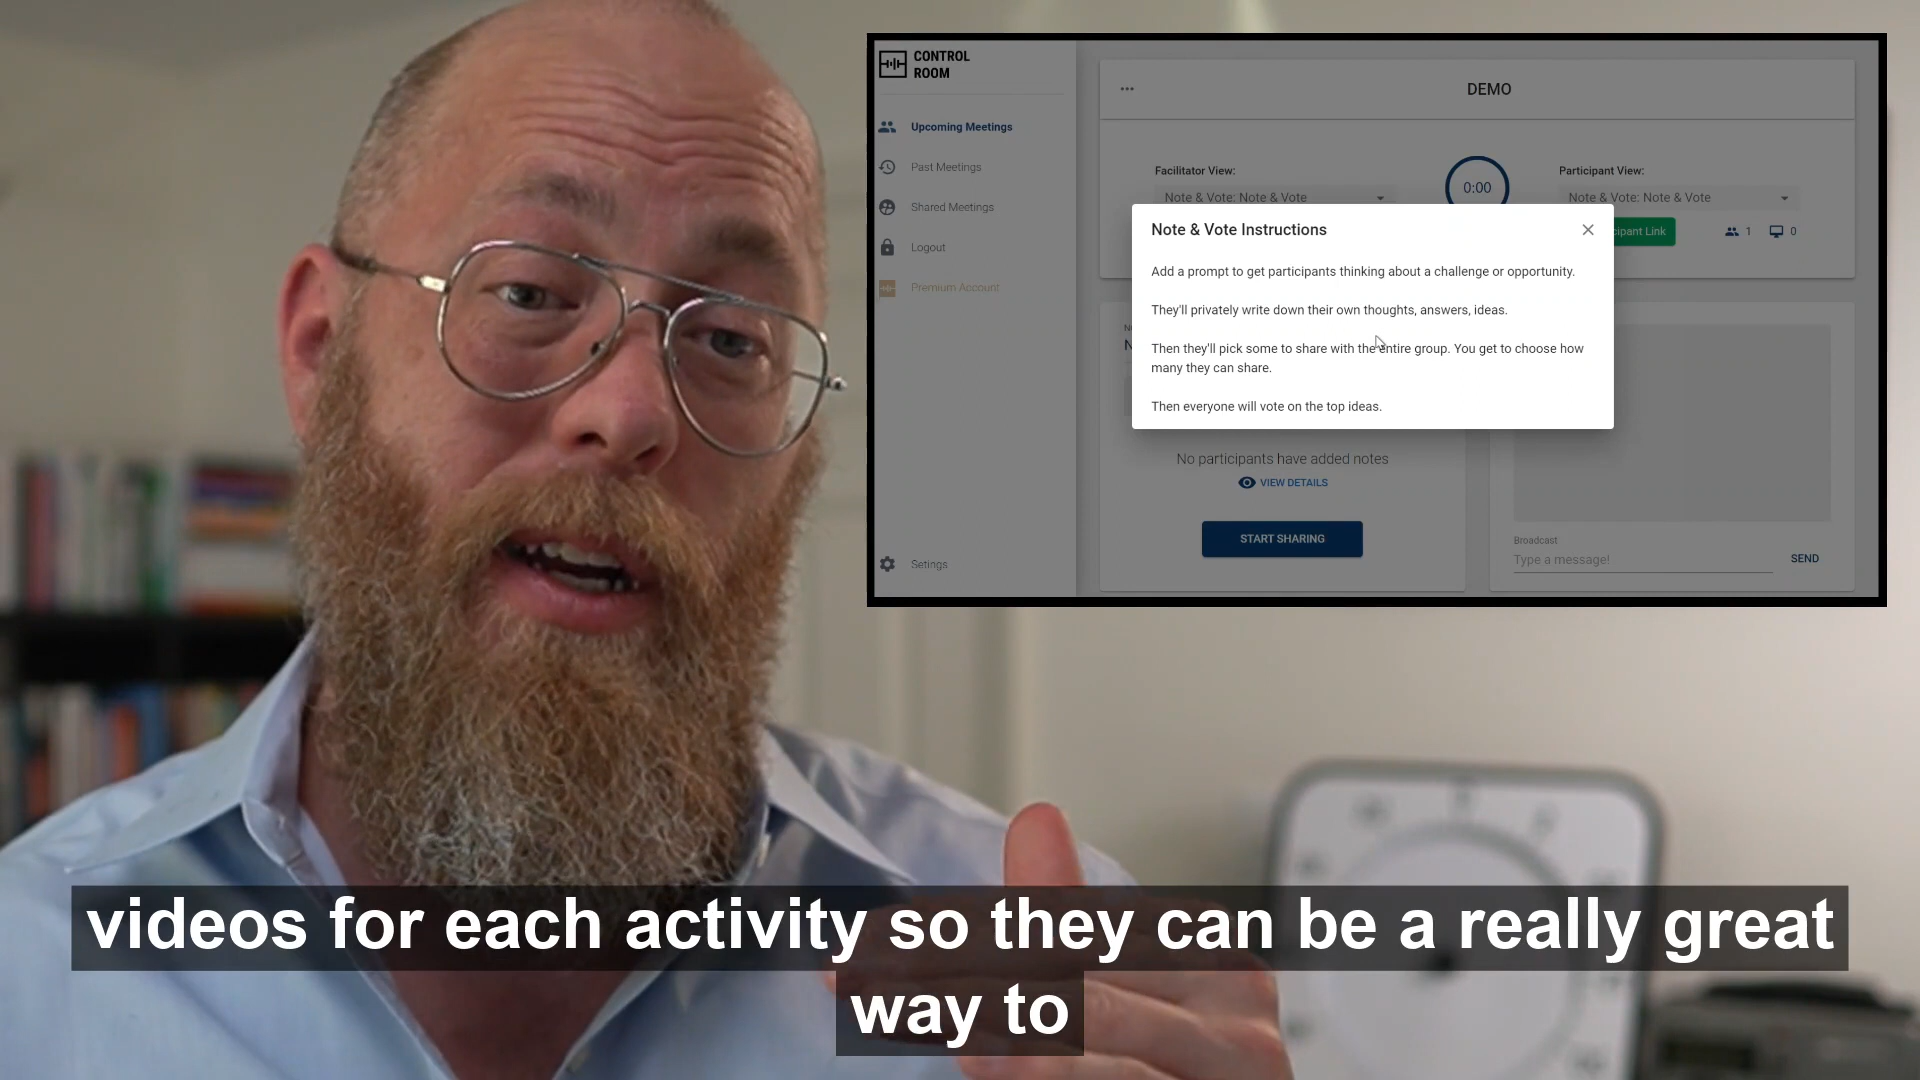 CONTROL
ROOM
Upcoming Meetings
Past Meetings
Shared Meetings
Logout
Premium Account
Setings
DEMO
Facilitator View:
Note & Vote: Note & Vote
0:00
Participant View:
Note & Vote: Note & Vote
cipant Link
1
0
Note & Vote Instructions
Add a prompt to get participants thinking about a challenge or opportunity.
They'll privately write down their own thoughts, answers, ideas.
Then they'll pick some to share with the entire group. You get to choose how
many they can share.
Then everyone will vote on the top ideas.
No participants have added notes
VIEW DETAILS
START SHARING
Broadcast
Type a message!
SEND
videos for each activity so they can be a really great
way to